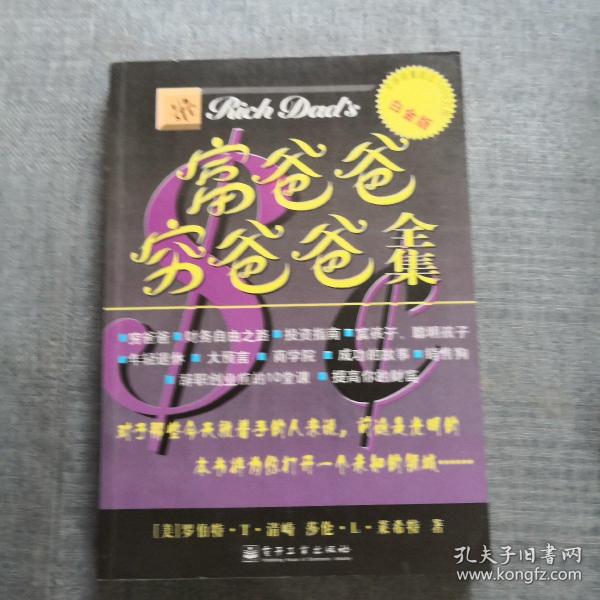 Rich Dad's
白金版
富爸爸
穷爸爸全集
■穷爸爸■财务自由之路■投资指南■富孩子、聪明孩子
■年轻退休■大预言■商学院■成功的故事■销售狗
■辞职创业前的10堂课■提高你的财商
对于那些今天就着手的人来说，前途是光明的
本书将为你打开一个未知的领域……
[美]罗伯特-T-清崎 莎伦-L-莱希特 著
电子工业出版社
孔夫子旧书网
www.kongfz.com